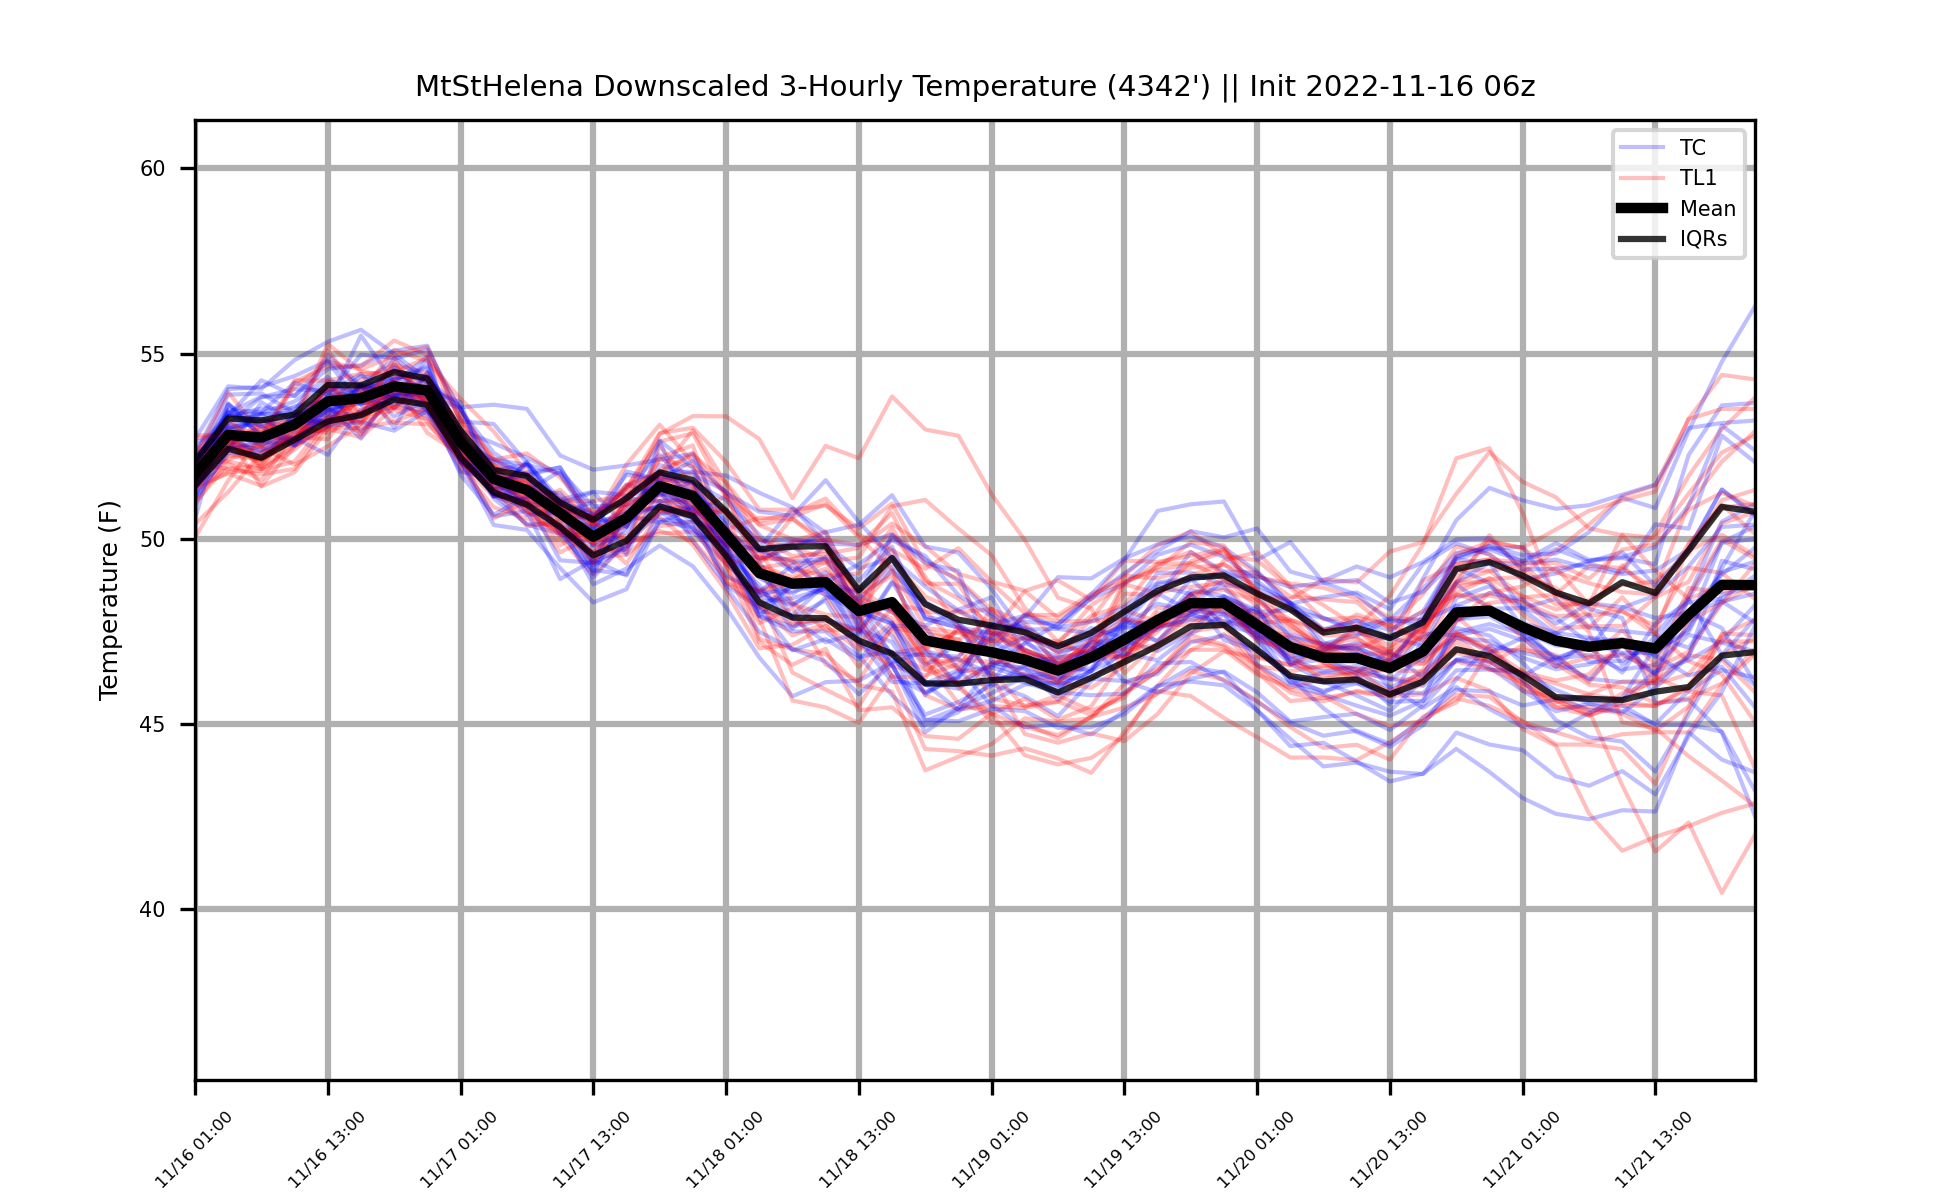 MtStHelena Downscaled 3-Hourly Temperature (4342') || Init 2022-11-16 06z
TC
TL1
Mean
IQRs
Temperature (F)
60
55
50
45
40
11/16 01:00
11/16 13:00
11/17 01:00
11/17 13:00
11/18 01:00
11/18 13:00
11/19 01:00
11/19 13:00
11/20 01:00
11/20 13:00
11/21 01:00
11/21 13:00